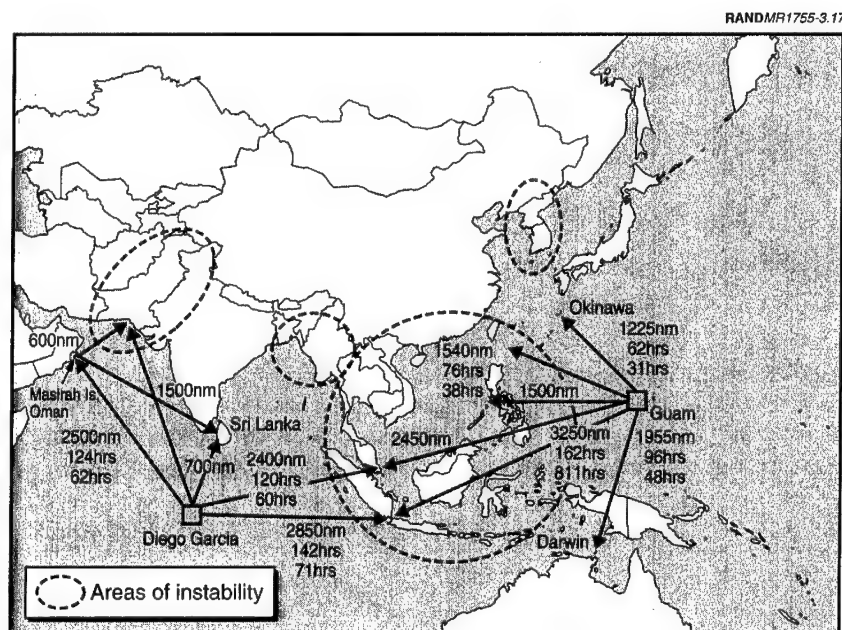 RANDMR1755-3.17
Okinawa
1225nm
62hrs
31hrs
600nm
1540nm
76hrs
38hrs
1500nm
Guam
Masirah Is.
Oman
1500nm
Sri Lanka
2450nm
3250nm
162hrs
811hrs
1955nm
96hrs
48hrs
2500nm
124hrs
62hrs
700nm
2400nm
120hrs
60hrs
Diego Garcia
2850nm
142hrs
71hrs
Darwin
Areas of instability